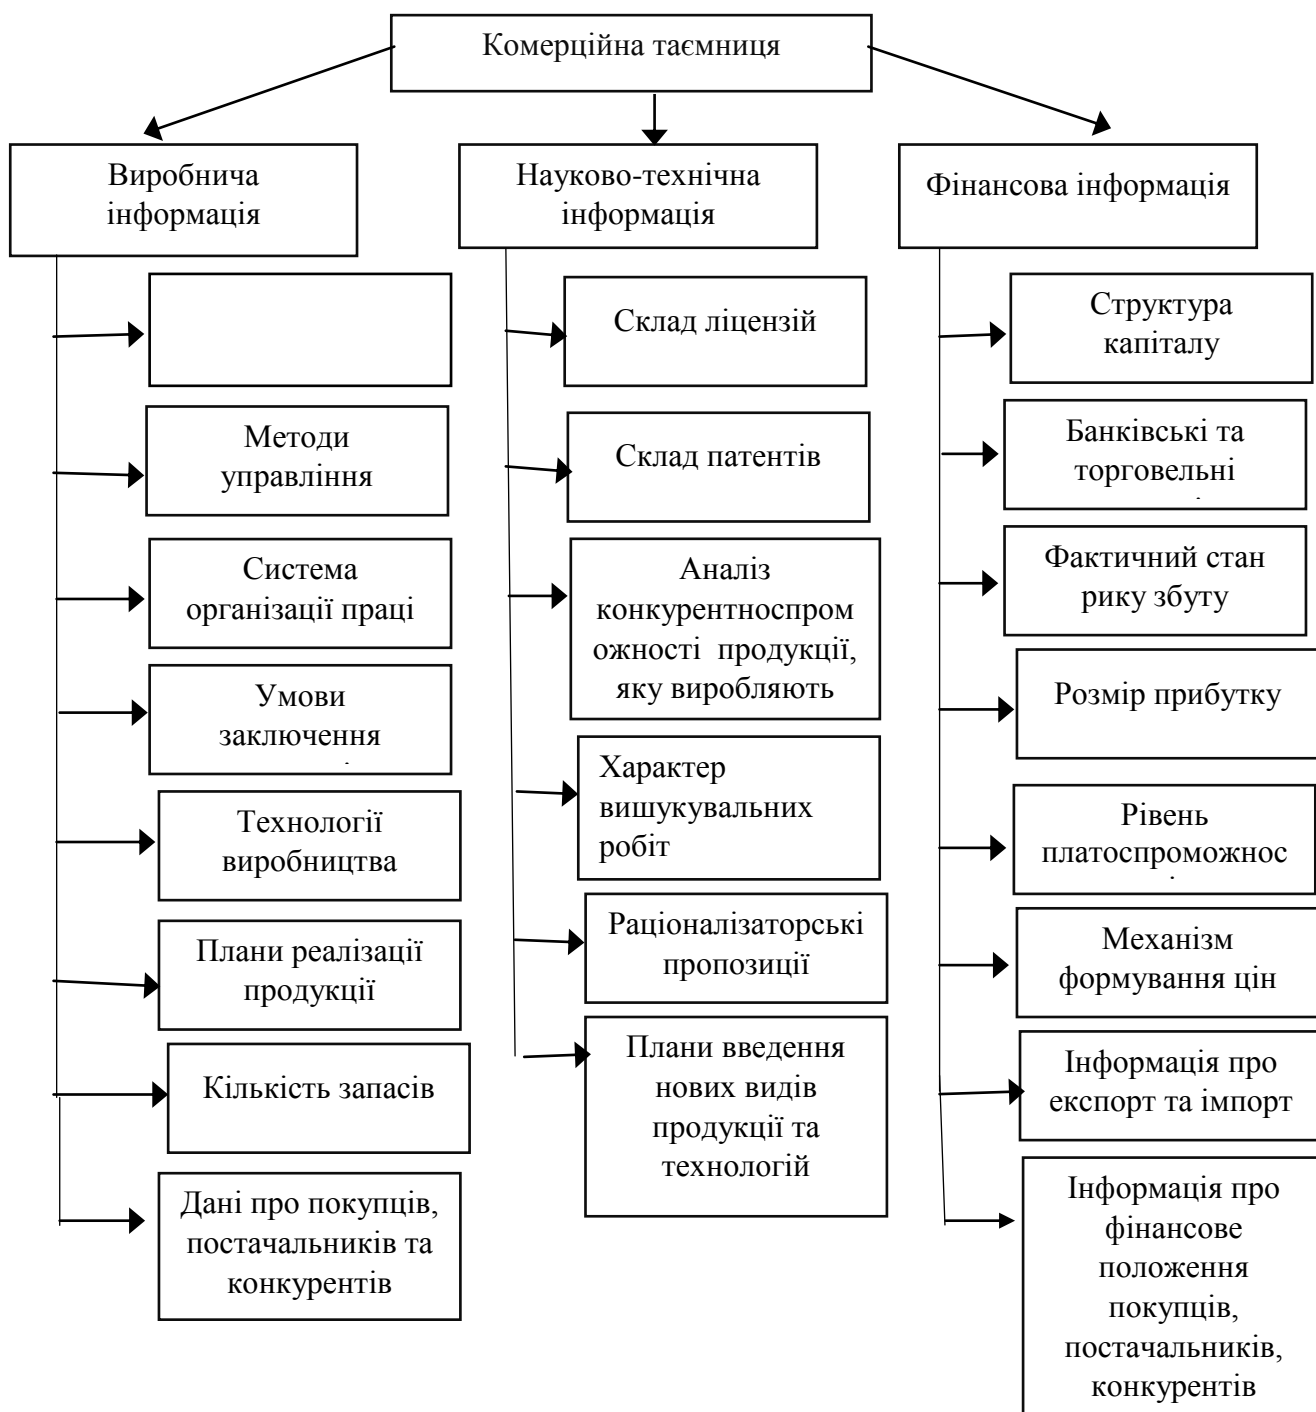 Комерційна таємниця
Виробнича
інформація
Методи
управління
Система
організації праці
Умови
заключення
Технології
виробництва
Плани реалізації
продукції
Кількість запасів
Дані про покупців,
постачальників та
конкурентів
Науково-технічна
інформація
Склад ліцензій
Склад патентів
Аналіз
конкурентноспром
ожності продукції,
яку виробляють
Характер
вишукувальних
робіт
Раціоналізаторські
пропозиції
Плани введення
нових видів
продукції та
технологій
Фінансова інформація
Структура
капіталу
Банківські та
торговельні
Фактичний стан
рику збуту
Розмір прибутку
Рівень
платоспроможнос
Механізм
формування цін
Інформація про
експорт та імпорт
Інформація про
фінансове
положення
покупців,
постачальників,
конкурентів